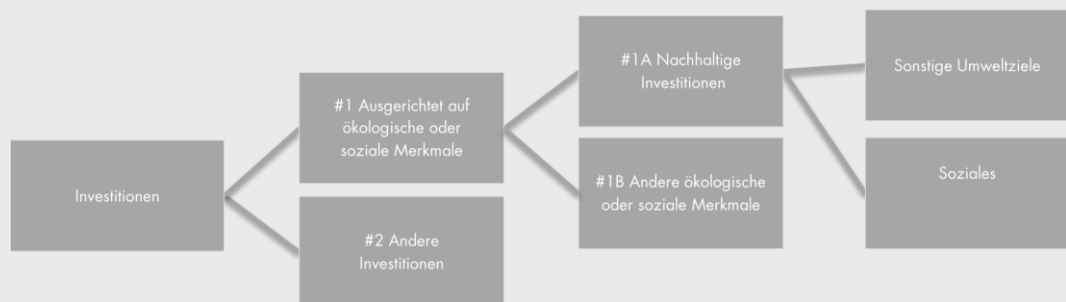 Investitionen
#1 Ausgerichtet auf
ökologische oder
soziale Merkmale
#2 Andere
Investitionen
#1A Nachhaltige
Investitionen
#1B Andere ökologische
oder soziale Merkmale
Sonstige Umweltziele
Soziales